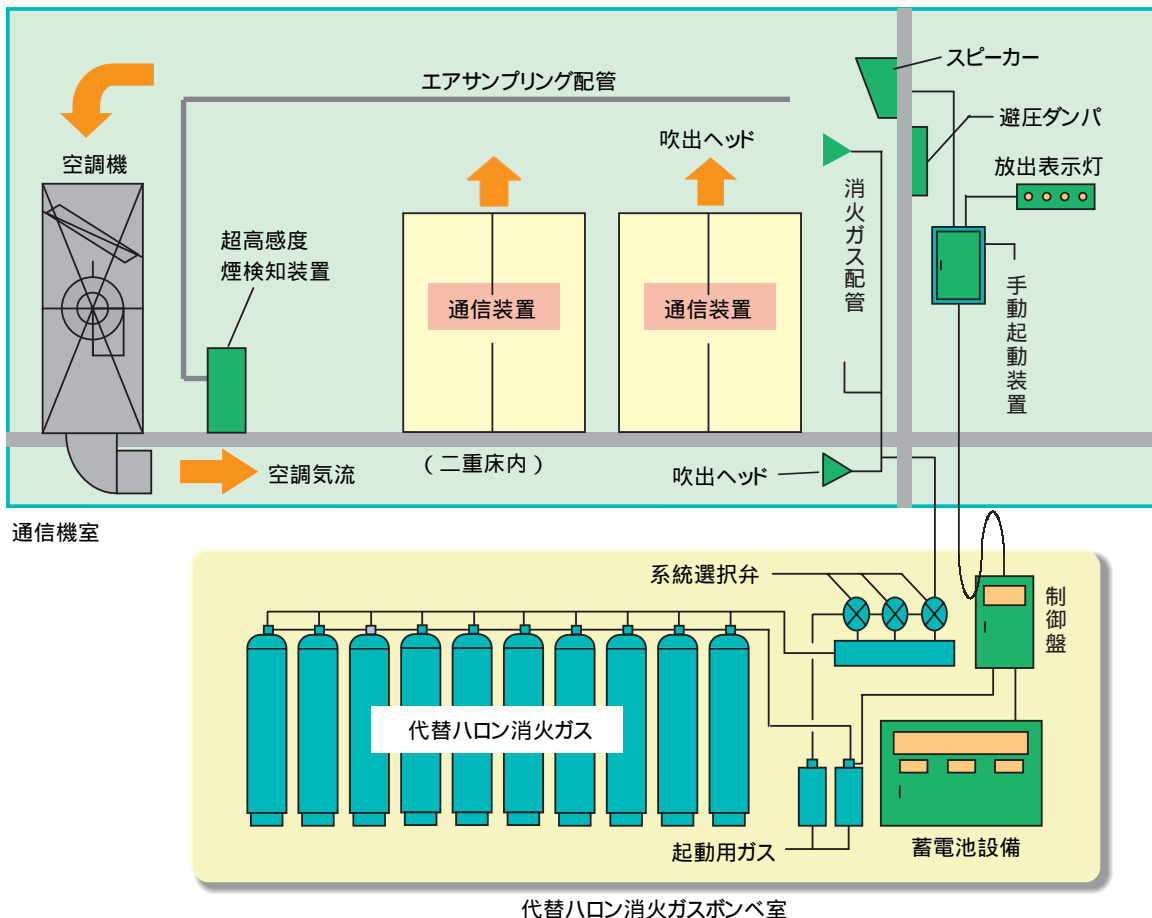 スピーカー
エアサンプリング配管
避圧ダンパ
吹出ヘッド
放出表示灯
空調機
消火ガス配管
超高感度
煙検知装置
通信装置
通信装置
手動起動装置
(二重床内)
空調気流
吹出ヘッド
通信機室
系統選択弁
制御盤
代替ハロン消火ガス
起動用ガス
蓄電池設備
代替ハロン消火ガスボンベ室